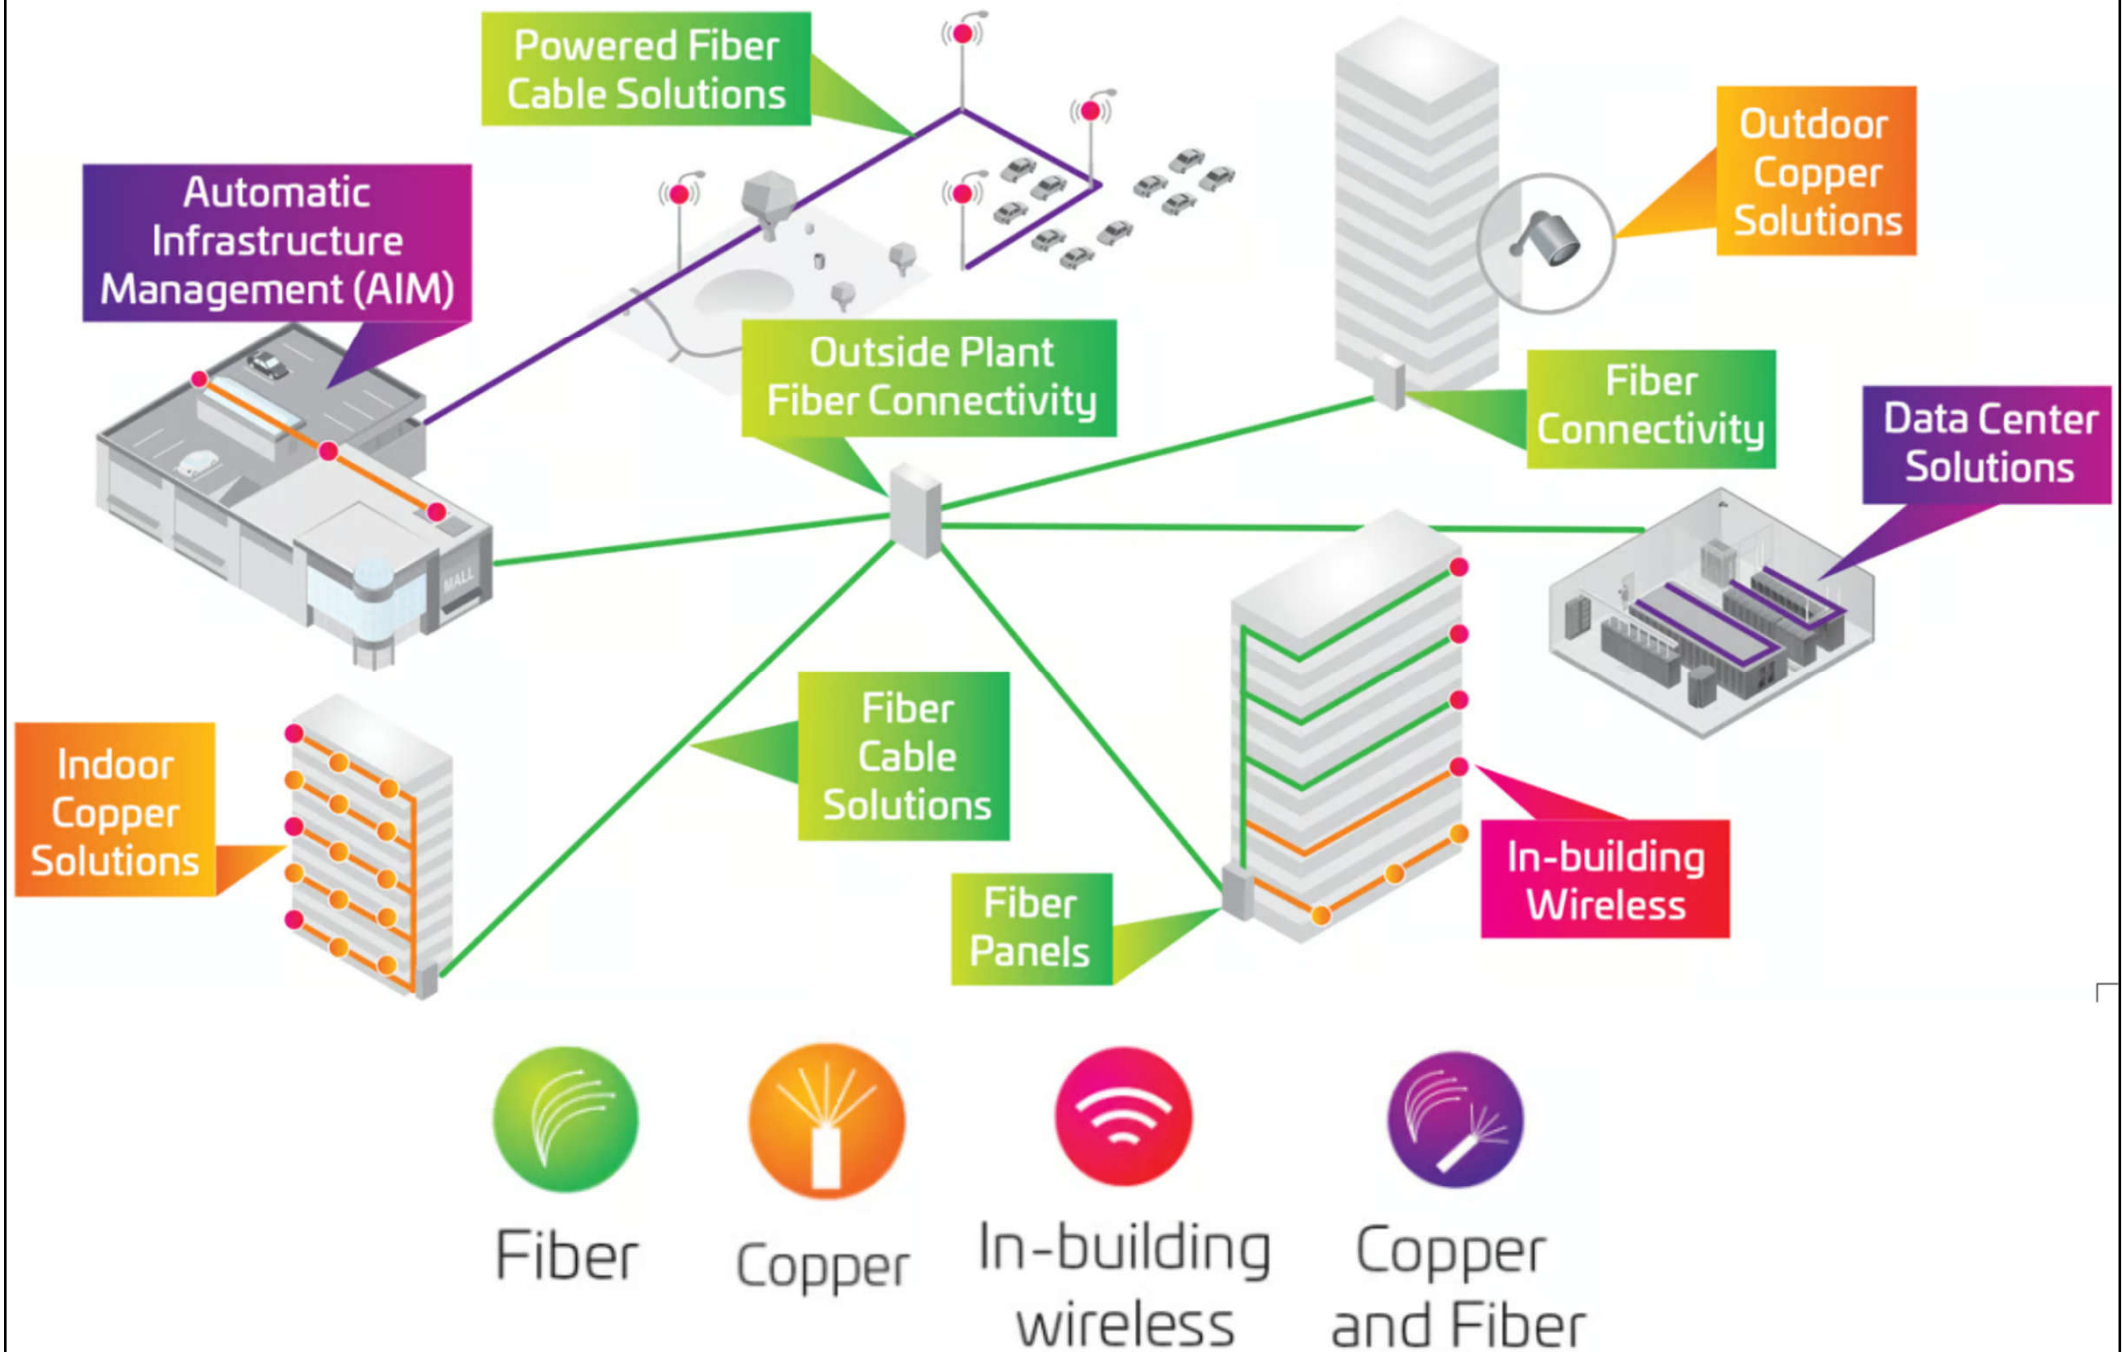 Powered Fiber
Cable Solutions
Automatic
Infrastructure
Management (AIM)
Outdoor
Copper
Solutions
Outside Plant
Fiber Connectivity
Fiber
Connectivity
Data Center
Solutions
MALL
Indoor
Copper
Solutions
Fiber
Cable
Solutions
Fiber
Panels
In-building
Wireless
Fiber
Copper
In-building
wireless
Copper
and Fiber